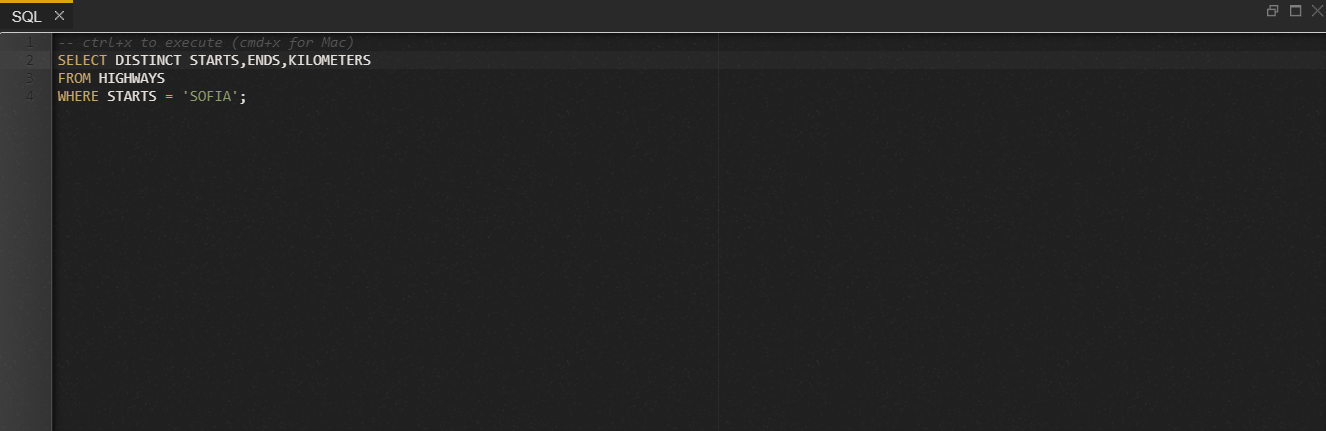 SQL
1 -- ctrl+x to execute (cmd+x for Mac)
2 SELECT DISTINCT STARTS,ENDS,KILOMETERS
3 FROM HIGHWAYS
4 WHERE STARTS = 'SOFIA';